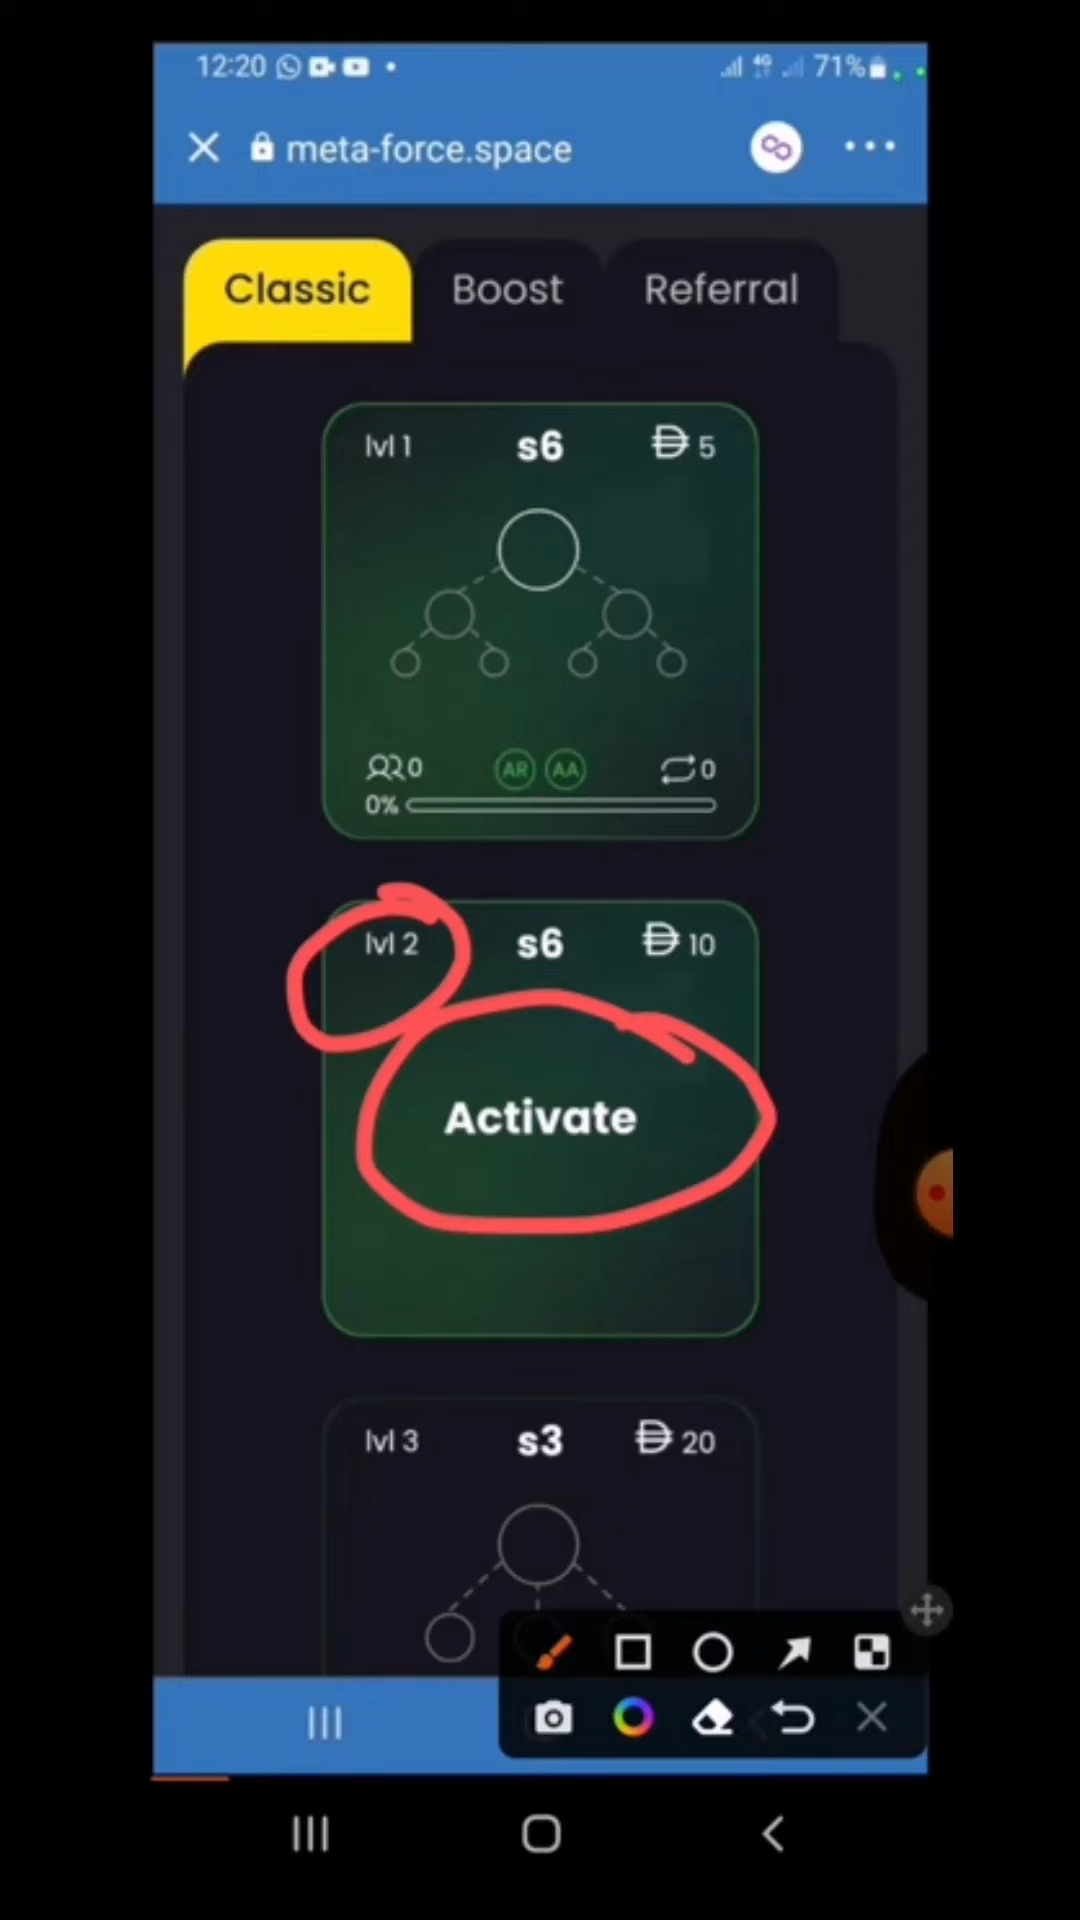 12:20 4G 71%
meta-force.space
Classic Boost Referral
lvl 1 s6 5
0 AR AA 0
0%
lvl 2 s6 10
Activate
lvl 3 s3 20